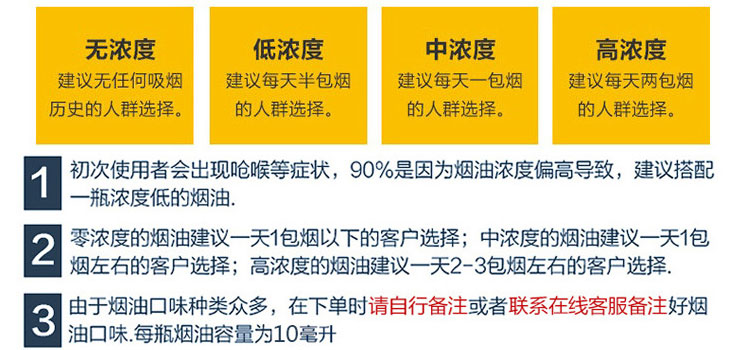 无浓度
建议无任何吸烟
历史的人群选择。
低浓度
建议每天半包烟
的人群选择。
中浓度
建议每天一包烟
的人群选择。
高浓度
建议每天两包烟
的人群选择。
1 初次使用者会出现呛喉等症状，90%是因为烟油浓度偏高导致，建议搭配
一瓶浓度低的烟油.
2 零浓度的烟油建议一天1包烟以下的客户选择；中浓度的烟油建议一天1包
烟左右的客户选择；高浓度的烟油建议一天2-3包烟左右的客户选择.
3 由于烟油口味种类众多，在下单时请自行备注或者联系在线客服备注好烟
油口味.每瓶烟油容量为10毫升